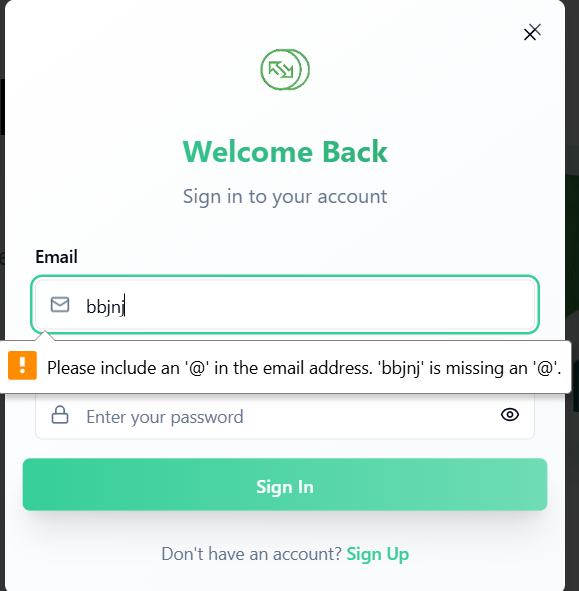 Welcome Back
Sign in to your account
Email
bbjnj
Please include an '@' in the email address. 'bbjnj' is missing an '@'.
Enter your password
Sign In
Don't have an account? Sign Up